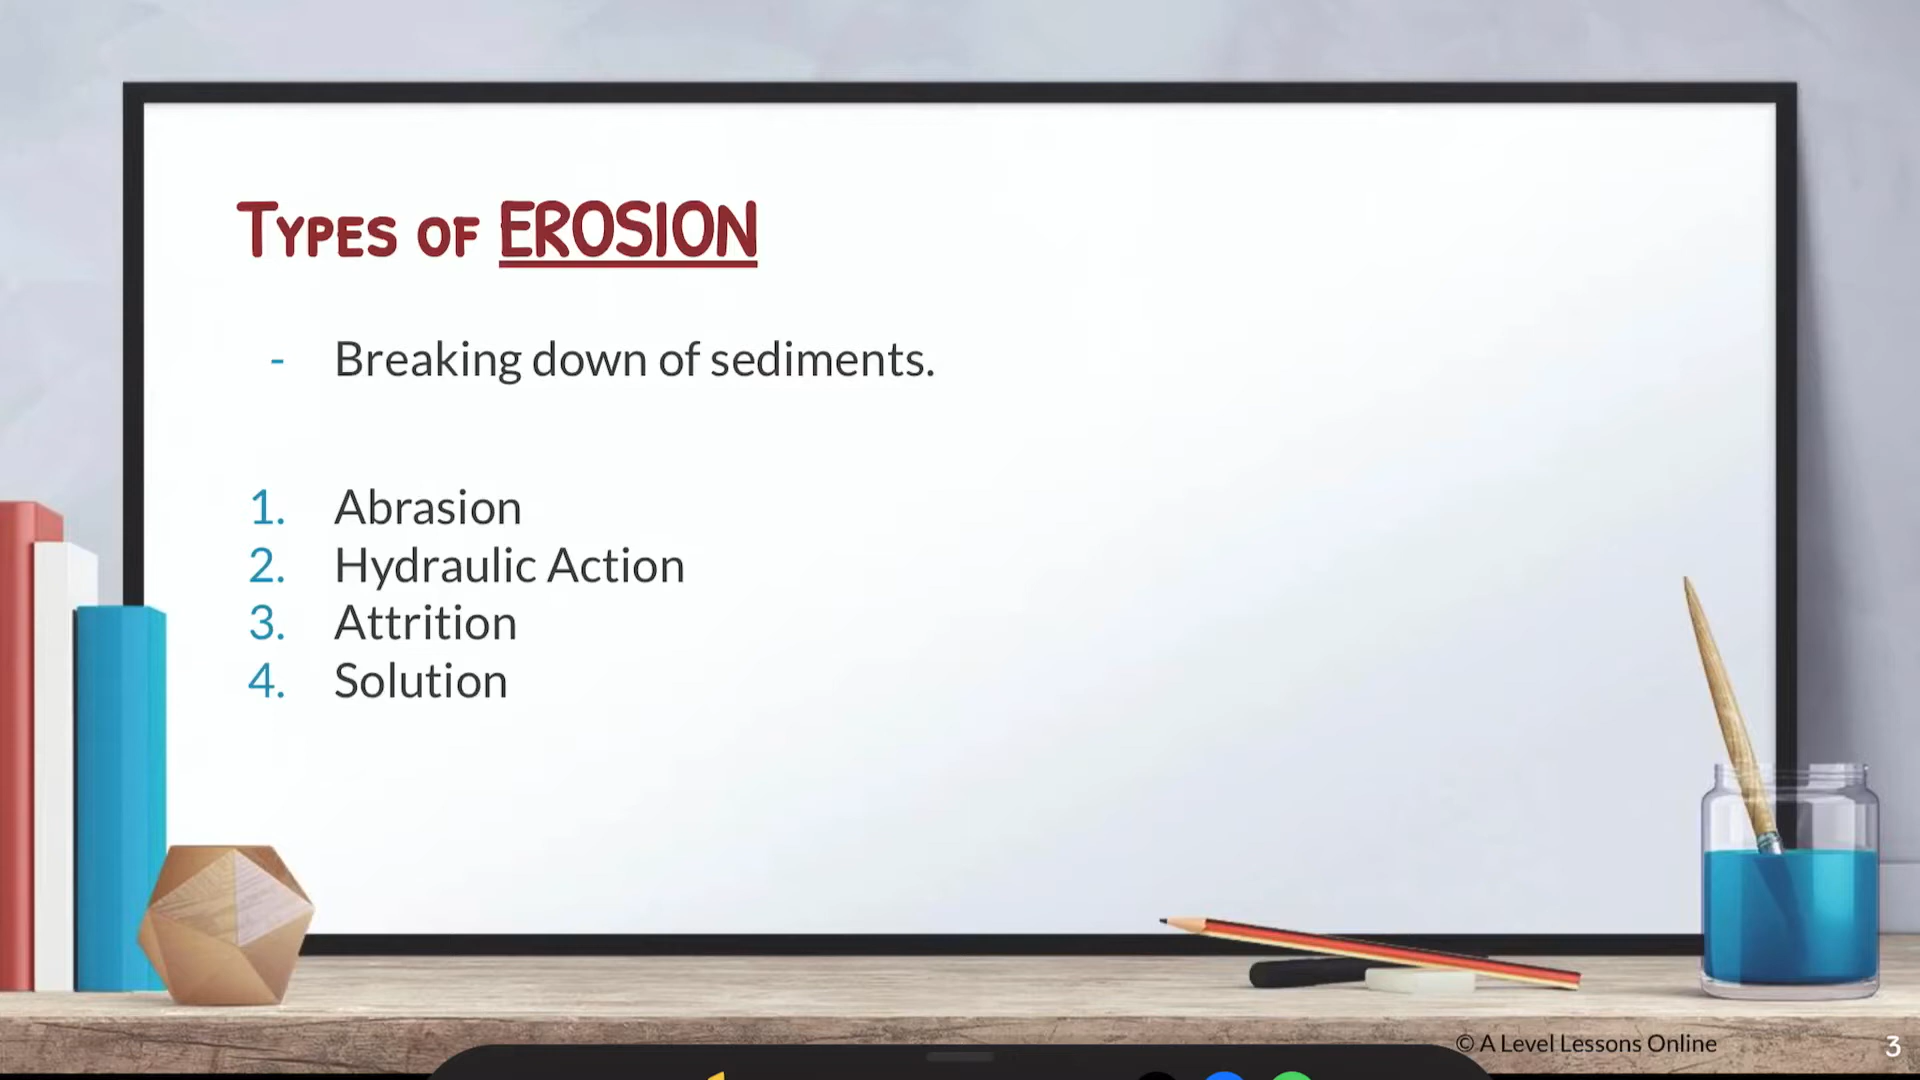 Types of EROSION
- Breaking down of sediments.
1. Abrasion
2. Hydraulic Action
3. Attrition
4. Solution
© A Level Lessons Online
3